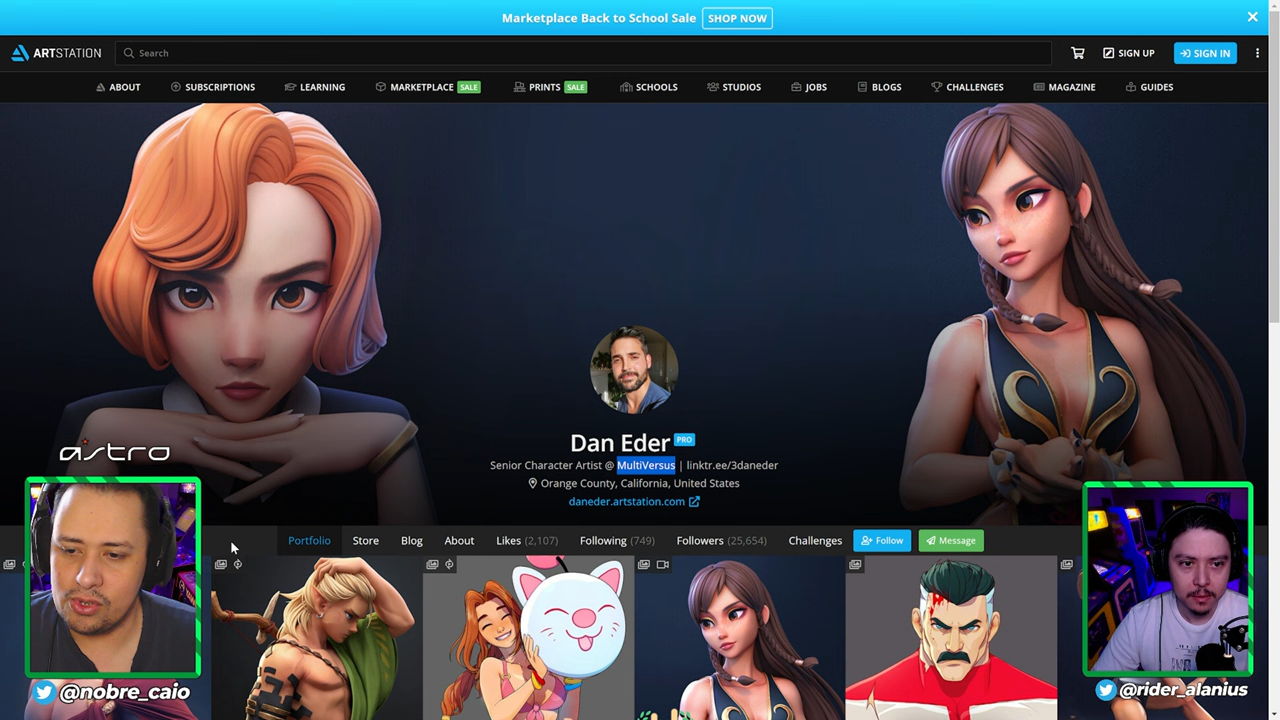 Marketplace Back to School Sale SHOP NOW
ARTSTATION
Search
SIGN UP
SIGN IN
ABOUT
SUBSCRIPTIONS
LEARNING
MARKETPLACE SALE
PRINTS SALE
SCHOOLS
STUDIOS
JOBS
BLOGS
CHALLENGES
MAGAZINE
GUIDES
Dan Eder PRO
Senior Character Artist @ MultiVersus | linktr.ee/3daneder
Orange County, California, United States
daneder.artstation.com
astro
Portfolio
Store
Blog
About
Likes (2,107)
Following (749)
Followers (25,654)
Challenges
Follow
Message
@nobre_caio
@rider_alanius